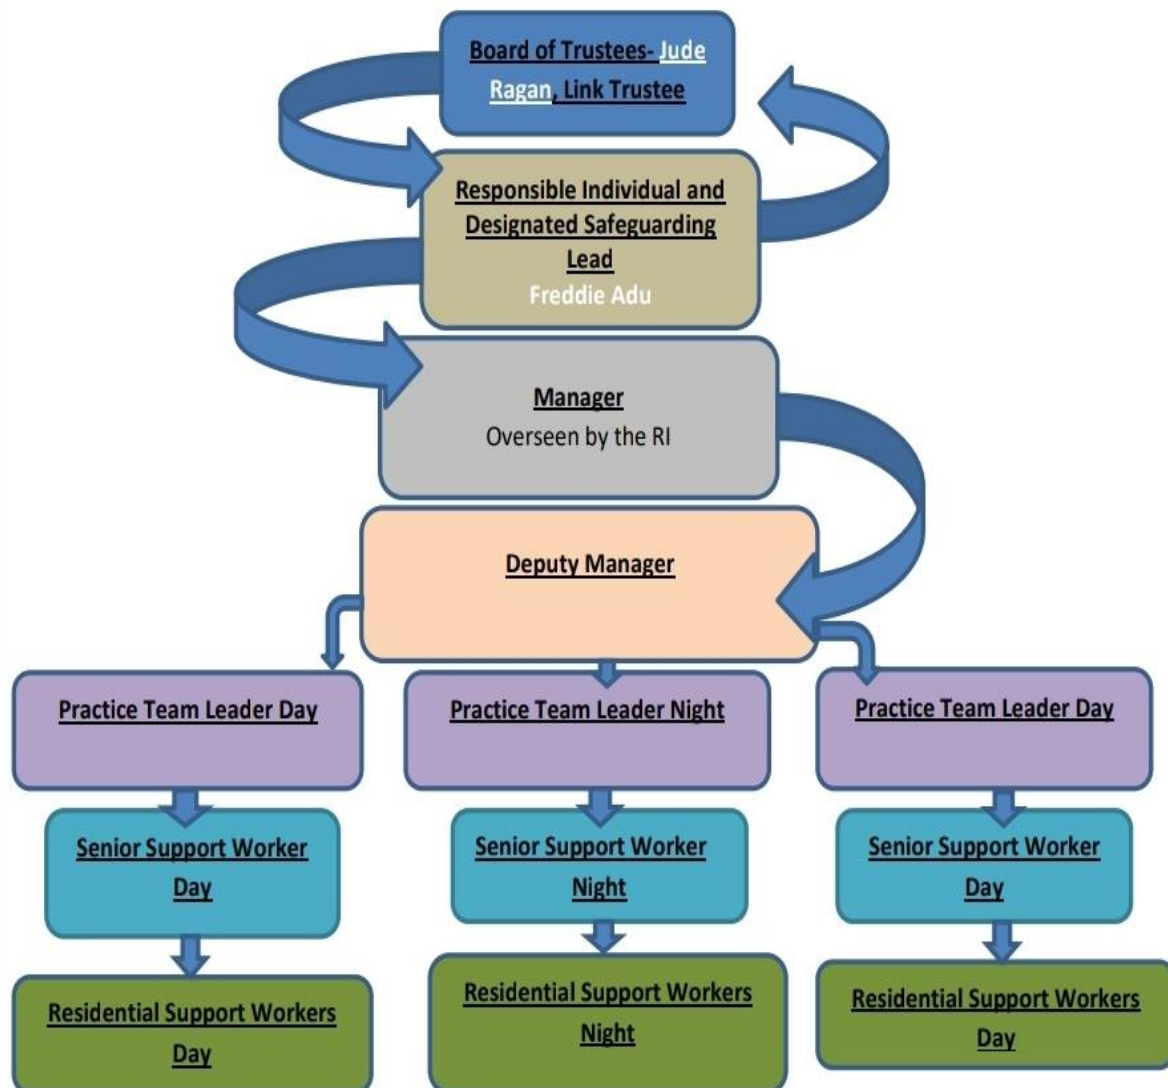 Board of Trustees- Jude
Ragan, Link Trustee
Responsible Individual and
Designated Safeguarding
Lead
Freddie Adu
Manager
Overseen by the RI
Deputy Manager
Practice Team Leader Day
Practice Team Leader Night
Practice Team Leader Day
Senior Support Worker
Day
Senior Support Worker
Night
Senior Support Worker
Day
Residential Support Workers
Day
Residential Support Workers
Night
Residential Support Workers
Day